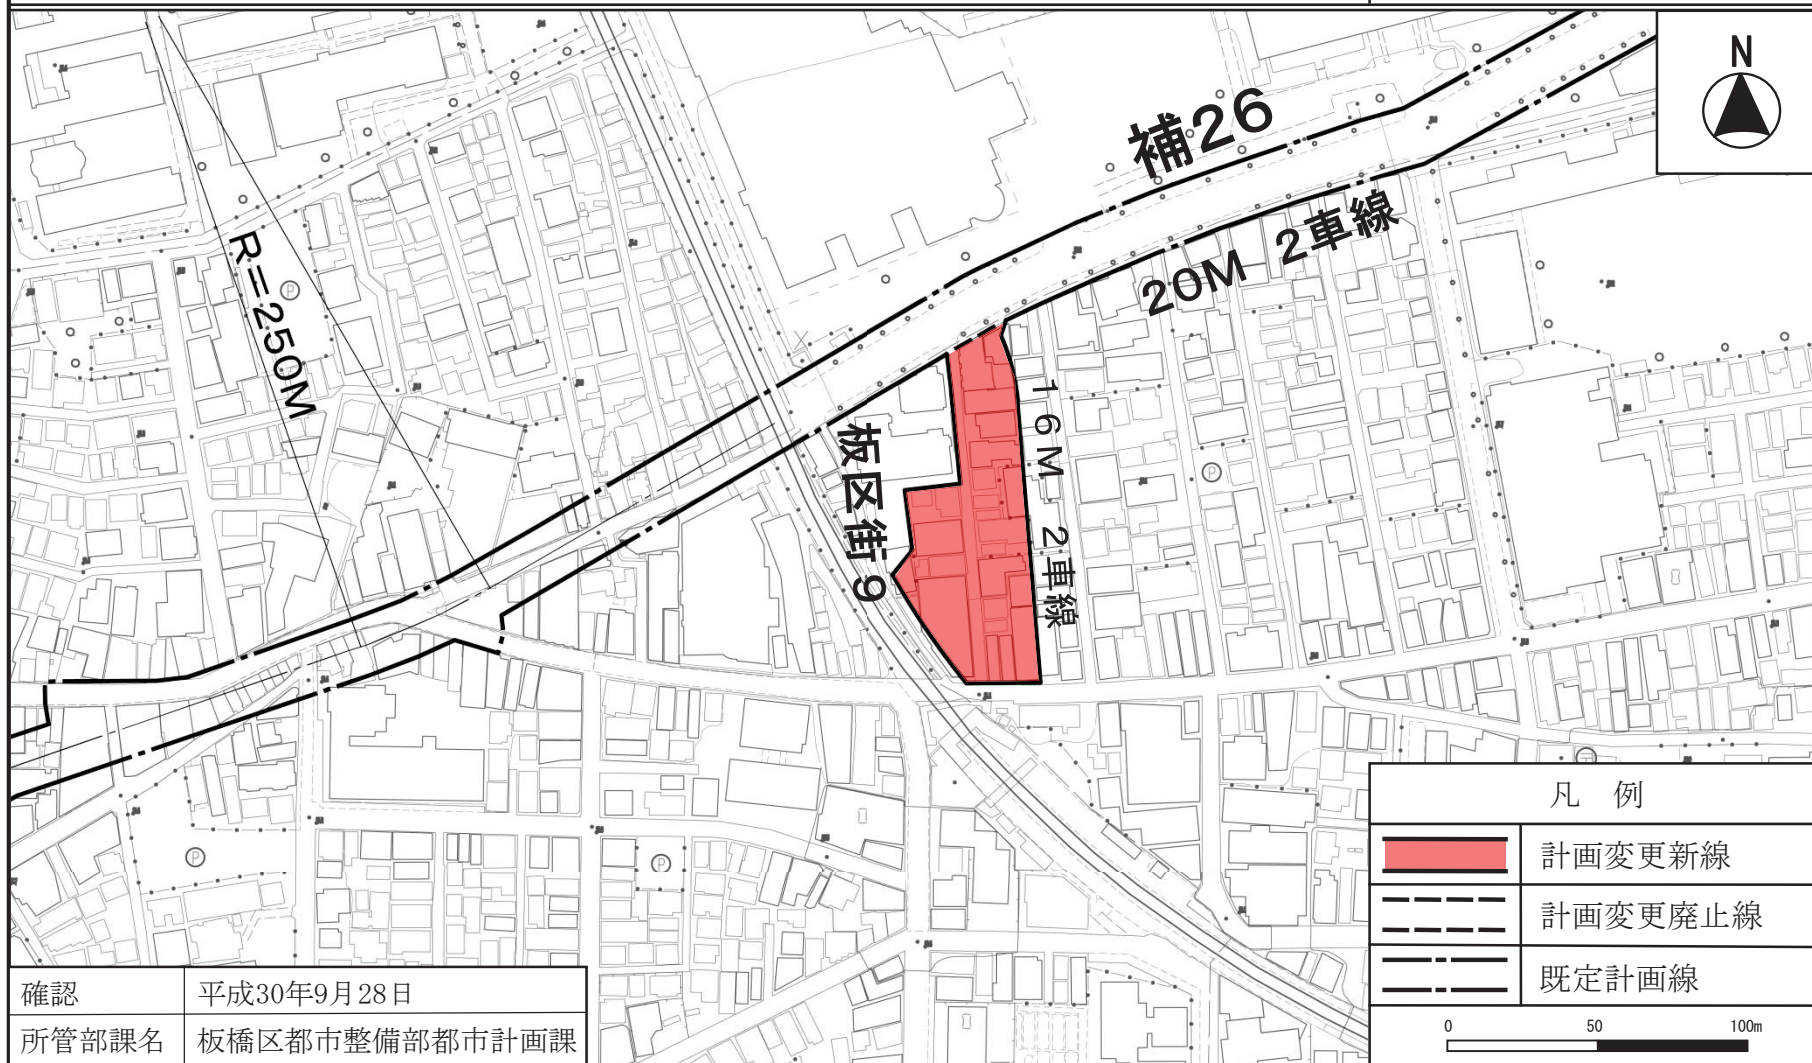 N
補26
20M 2車線
R=250M
16M 2車線
板区街9
凡 例
計画変更新線
計画変更廃止線
既定計画線
0 50 100m
確認 平成30年9月28日
所管部課名 板橋区都市整備部都市計画課
P
P
P
P